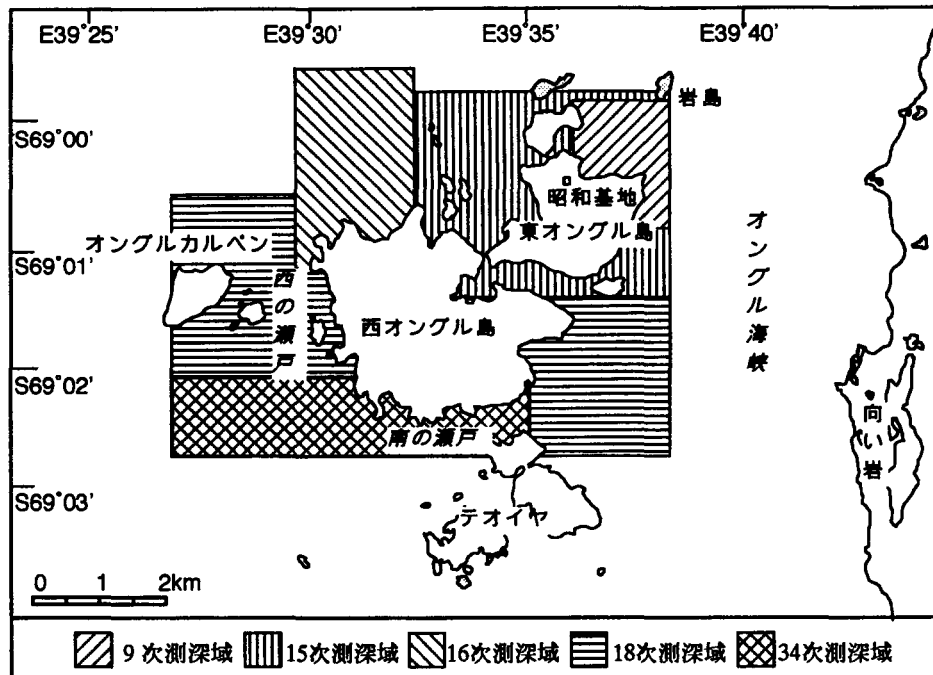 E39°25' E39°30' E39°35' E39°40'
岩島
S69°00'
昭和基地
オングルカルベン
東オングル島
S69°01'
西の瀬戸
オングル海峡
西オングル島
S69°02'
向い岩
南の瀬戸
S69°03'
テオイヤ
0 1 2km
9次測深域 15次測深域 16次測深域 18次測深域 34次測深域